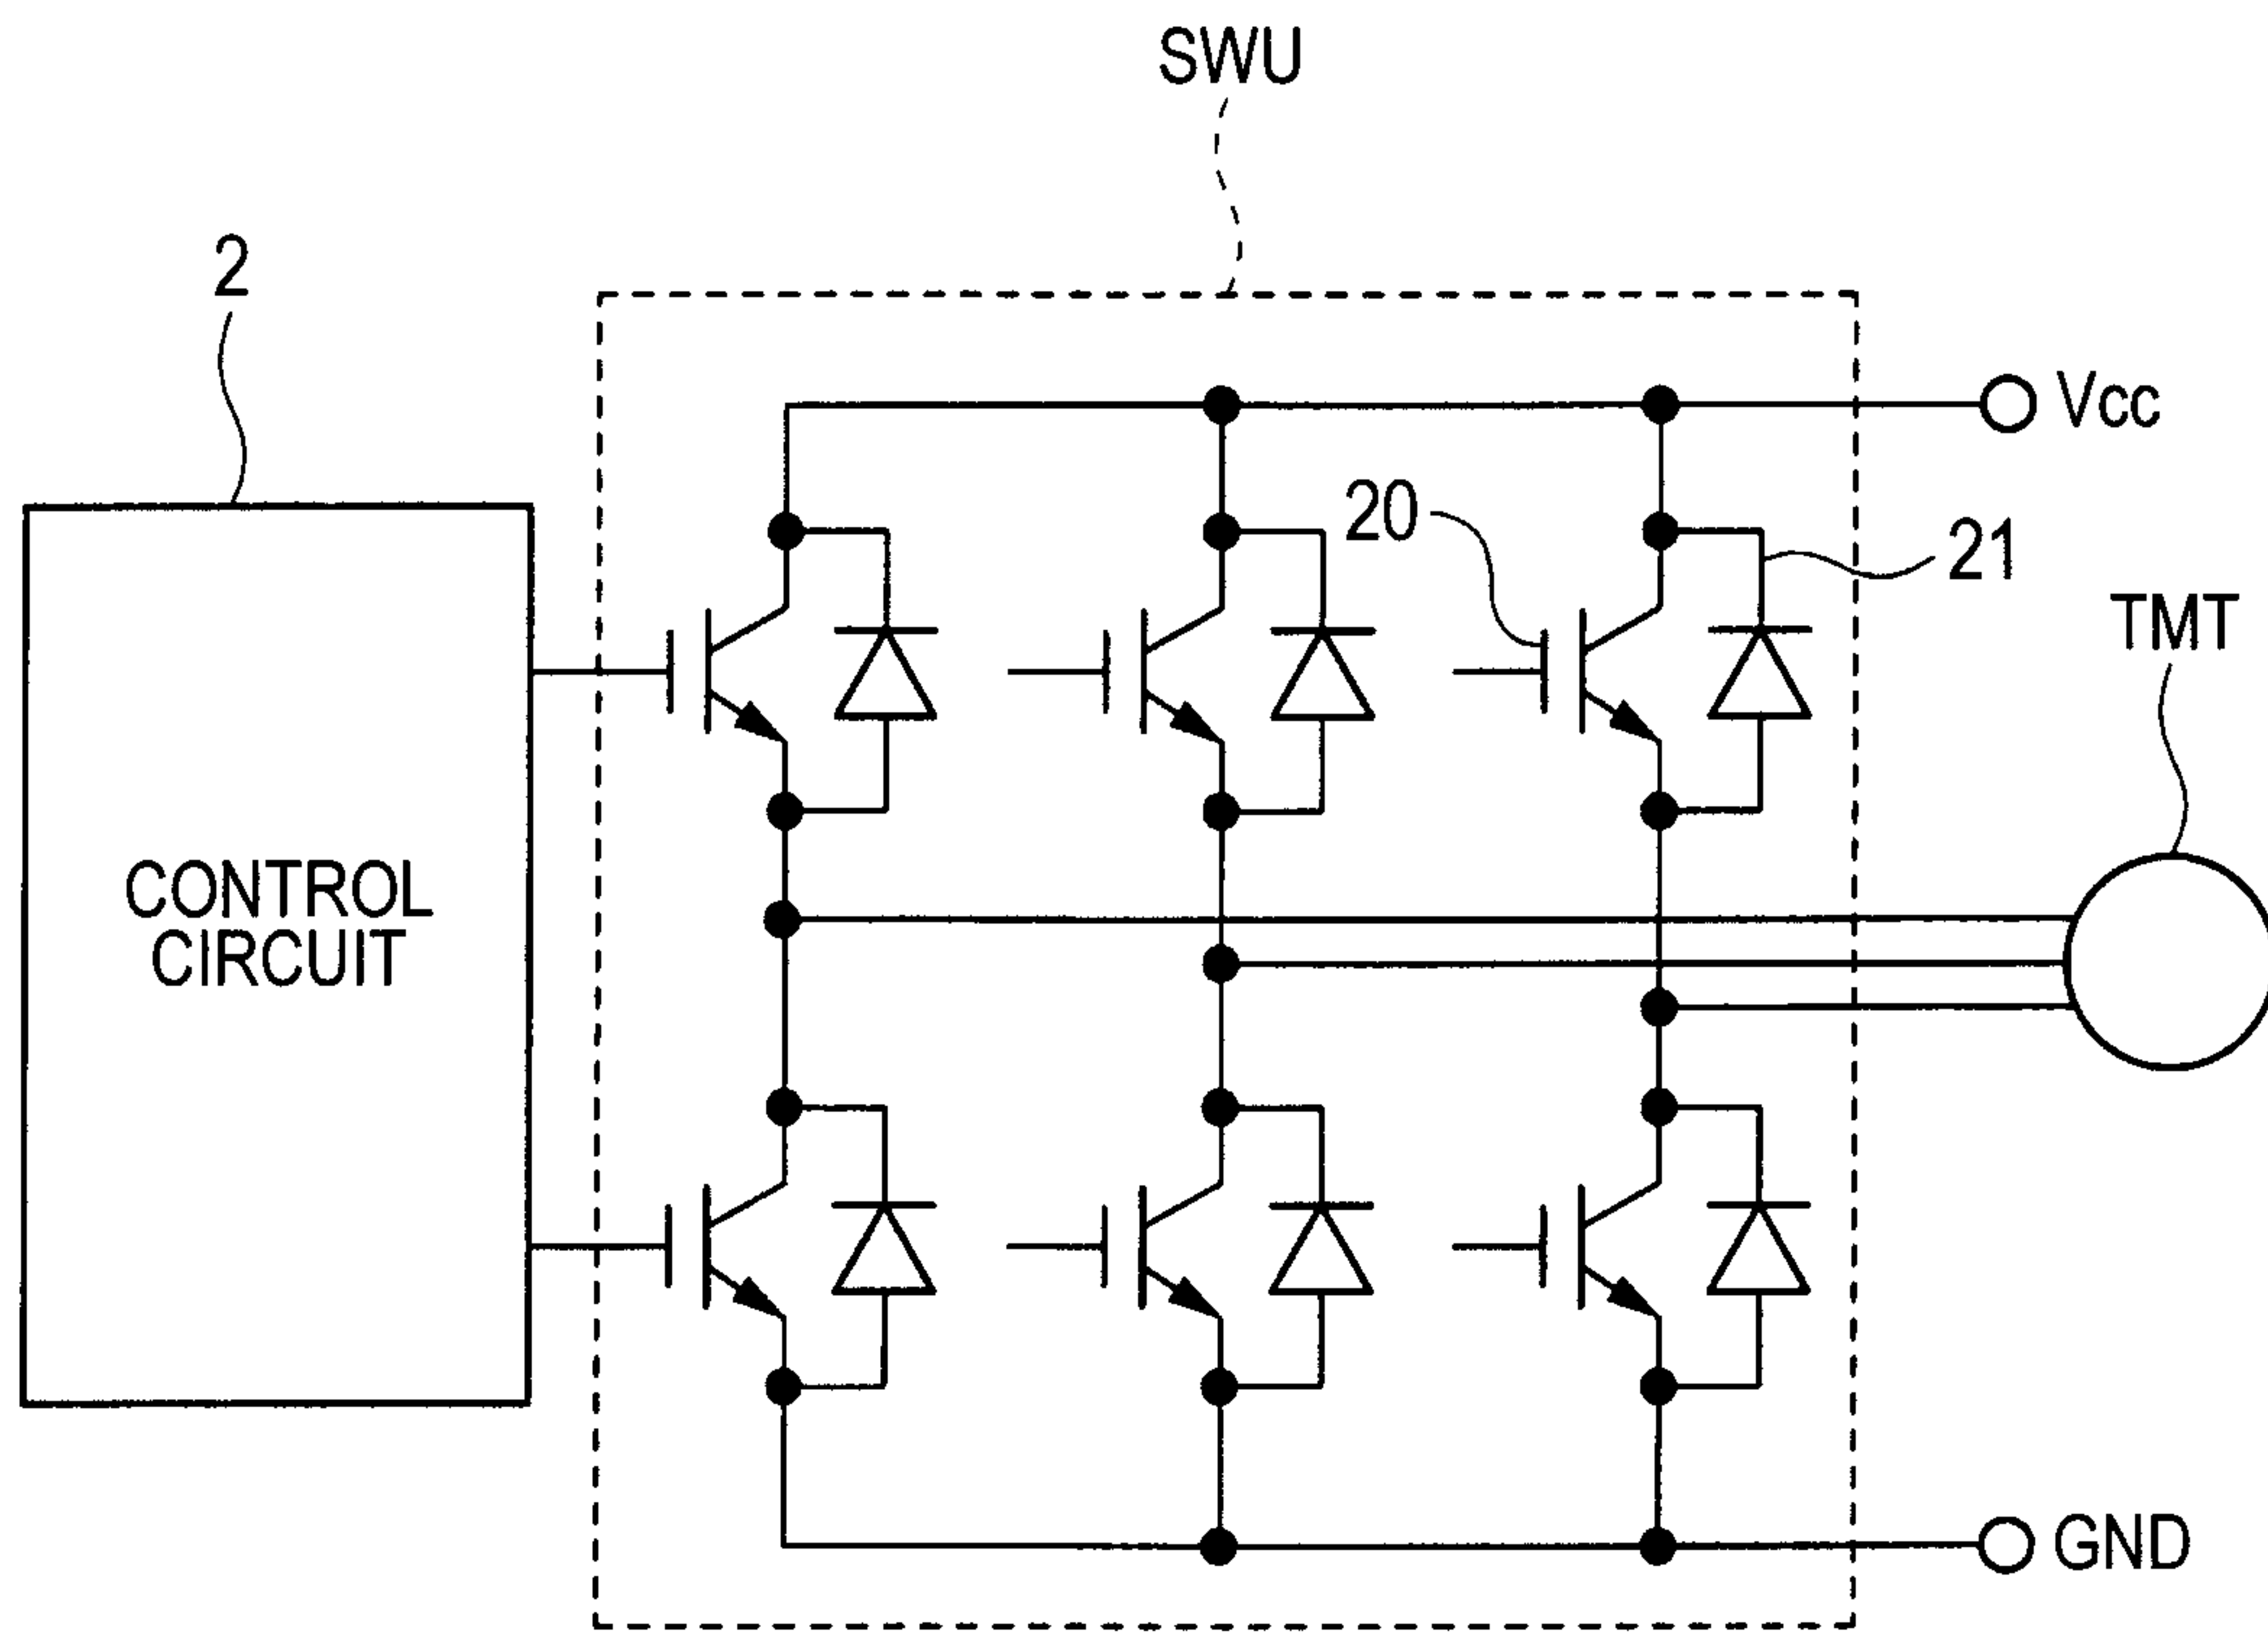 SWU
2
Vcc
20
21
TMT
CONTROL
CIRCUIT
GND